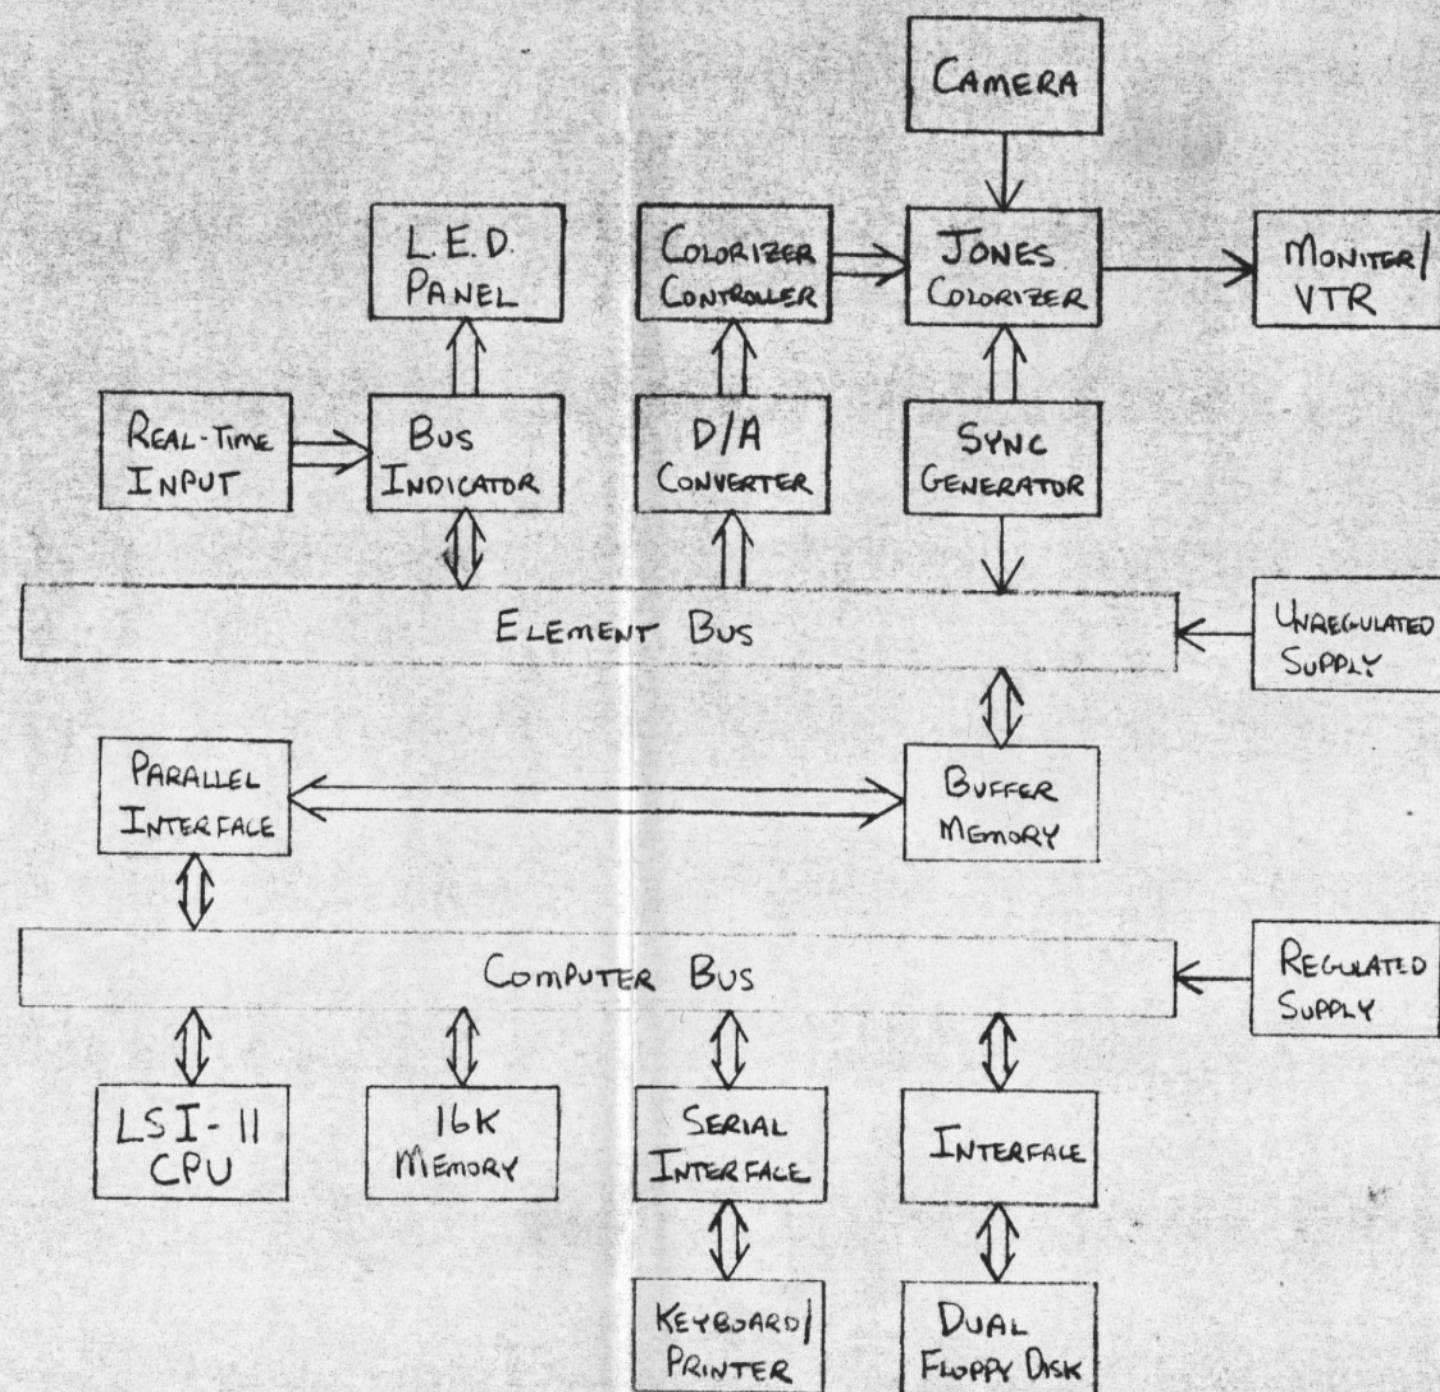 CAMERA
L.E.D.
PANEL
COLORIZER
CONTROLLER
JONES
COLORIZER
MONITER/
VTR
REAL-TIME
INPUT
BUS
INDICATOR
D/A
CONVERTER
SYNC
GENERATOR
ELEMENT BUS
UNREGULATED
SUPPLY
PARALLEL
INTERFACE
BUFFER
MEMORY
COMPUTER BUS
REGULATED
SUPPLY
LSI-11
CPU
16K
MEMORY
SERIAL
INTERFACE
INTERFACE
KEYBOARD/
PRINTER
DUAL
FLOPPY DISK